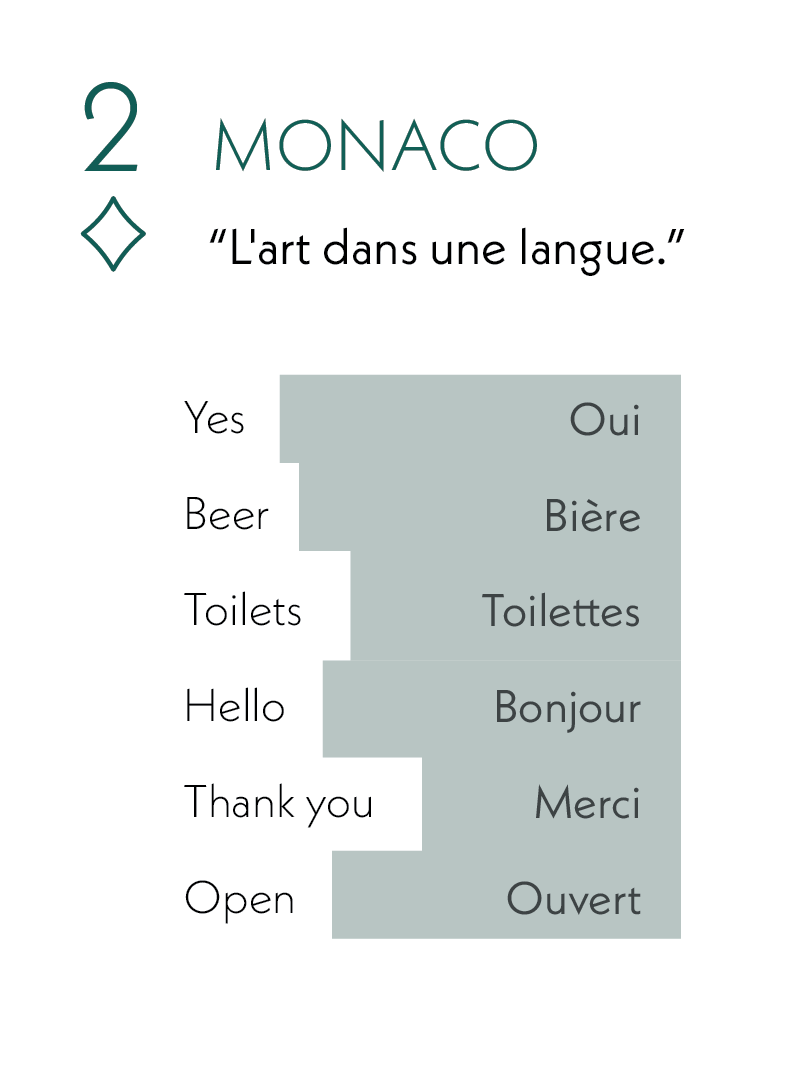 2 MONACO
“L'art dans une langue.”
Yes Oui
Beer Bière
Toilets Toilettes
Hello Bonjour
Thank you Merci
Open Ouvert